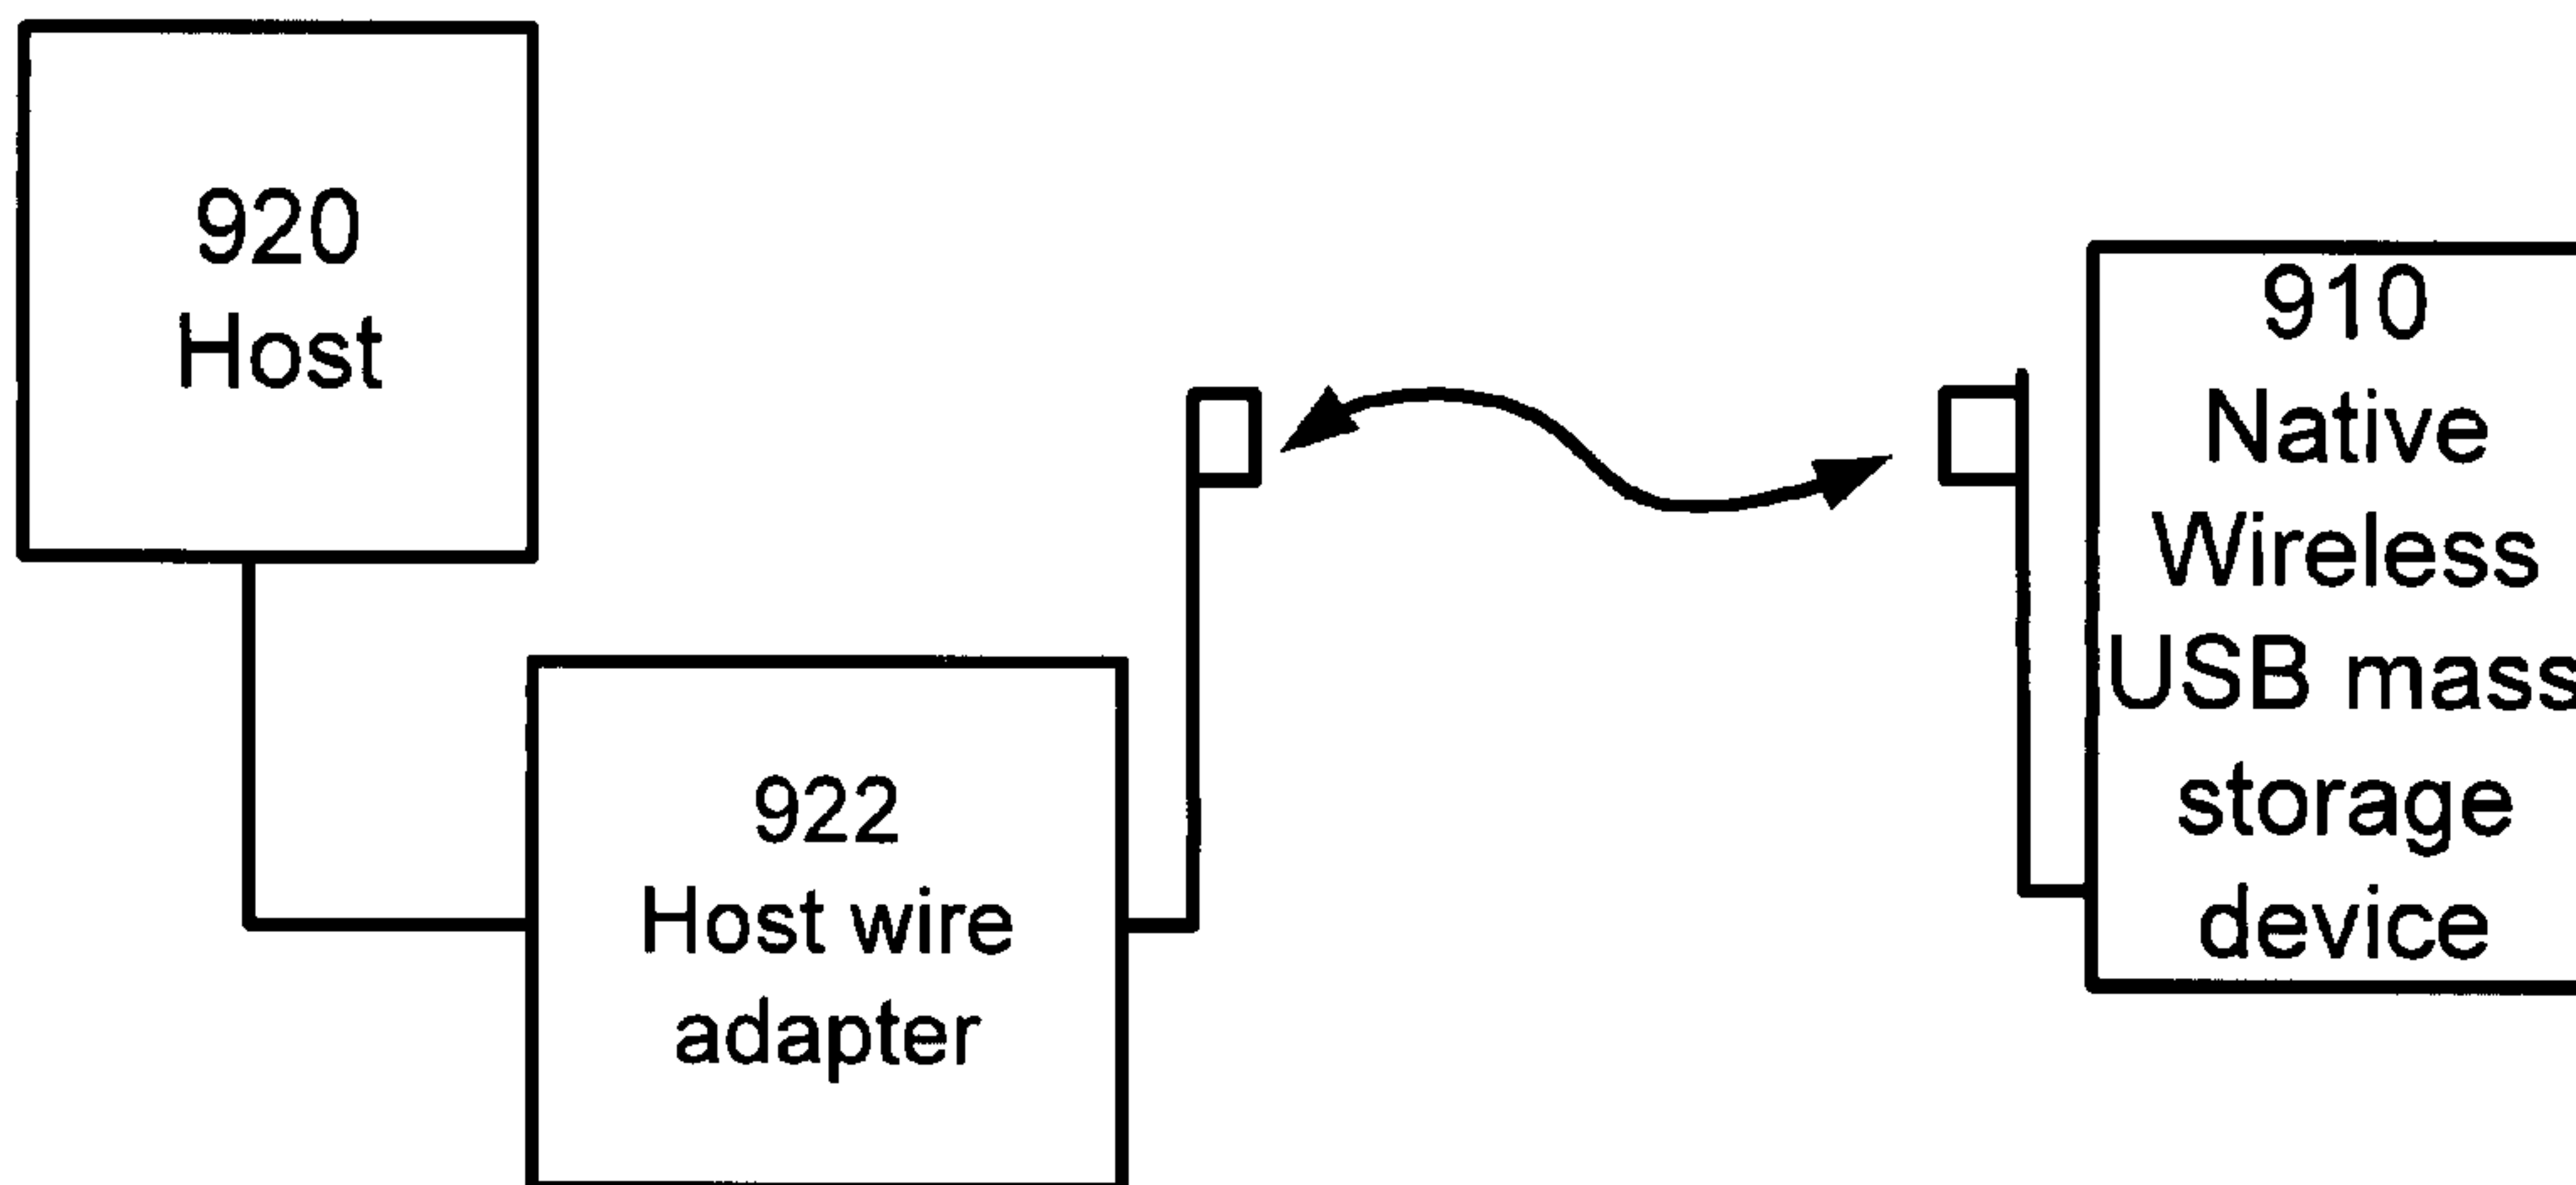 920
Host
922
Host wire
adapter
910
Native
Wireless
USB mass
storage
device